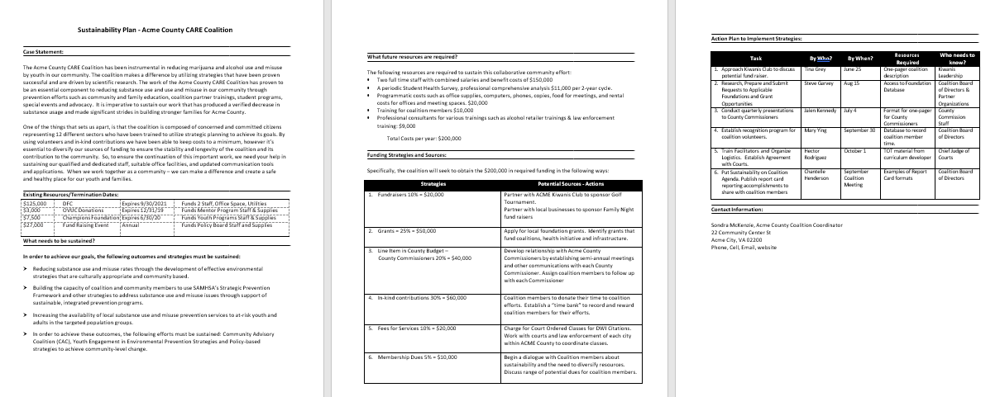 Sustainability Plan - Acme County CARE Coalition
Case Statement:
The Acme County CARE Coalition has been instrumental in reducing marijuana and alcohol use and misuse
by youth in our community. The coalition makes a difference by utilizing strategies that have been proven
successful and are driven by scientific research. The work of the Acme County CARE Coalition has proven to
be an essential component to reducing substance use and use and misuse in our community through
prevention efforts such as community and family education, coalition partner trainings, student programs,
special events and advocacy. It is imperative to sustain our work that has produced a verified decrease in
substance usage and made significant strides in building stronger families for Acme County.
One of the things that sets us apart, is that the coalition is composed of concerned and committed citizens
representing 12 different sectors who have been trained to utilize strategic planning to achieve its goals. By
using volunteers and in-kind contributions we have been able to keep costs to a minimum, however it's
essential to diversify our sources of funding to ensure the stability and longevity of the coalition and its
contribution to the community. So, to ensure the continuation of this important work, we need your help in
sustaining our qualified and dedicated staff, suitable office facilities, and updated communication tools
and applications. When we work together as a community – we can make a difference and create a safe
and healthy place for our youth and families.
Existing Resources/Termination Dates:
$125,000 DFC Expires 9/30/2021 Funds 2 Staff, Office Space, Utilities
$3,000 OVUC Donations Expires 12/31/19 Funds Mentor Program Staff & Supplies
$7,500 Champions Foundation Expires 6/30/20 Funds Youth Programs Staff & Supplies
$27,000 Fund Raising Event Annual Funds Policy Board Staff and Supplies
What needs to be sustained?
In order to achieve our goals, the following outcomes and strategies must be sustained:
➤ Reducing substance use and misuse rates through the development of effective environmental
strategies that are culturally appropriate and community based.
➤ Building the capacity of coalition and community members to use SAMHSA's Strategic Prevention
Framework and other strategies to address substance use and misuse issues through support of
sustainable, integrated prevention programs.
➤ Increasing the availability of local substance use and misuse prevention services to at-risk youth and
adults in the targeted population groups.
➤ In order to achieve these outcomes, the following efforts must be sustained: Community Advisory
Coalition (CAC), Youth Engagement in Environmental Prevention Strategies and Policy-based
strategies to achieve community-level change.
What future resources are required?
The following resources are required to sustain this collaborative community effort:
• Two full time staff with combined salaries and benefit costs of $150,000
• A periodic Student Health Survey, professional comprehensive analysis $11,000 per 2-year cycle.
• Programmatic costs such as office supplies, computers, phones, copies, food for meetings, and rental
costs for offices and meeting spaces. $20,000
• Training for coalition members $10,000
• Professional consultants for various trainings such as alcohol retailer trainings & law enforcement
training: $9,000
Total Costs per year: $200,000
Funding Strategies and Sources:
Specifically, the coalition will seek to obtain the $200,000 in required funding in the following ways:
Strategies Potential Sources - Actions
1. Fundraisers 10% = $20,000 Partner with ACME Kiwanis Club to sponsor Golf
Tournament.
Partner with local businesses to sponsor Family Night
fund raisers
2. Grants = 25% = $50,000 Apply for local foundation grants. Identify grants that
fund coalitions, health initiative and infrastructure.
3. Line Item in County Budget – Develop relationship with Acme County
County Commissioners 20% = $40,000 Commissioners by establishing semi-annual meetings
and other communications with each County
Commissioner. Assign coalition members to follow up
with each Commissioner
4. In-kind contributions 30% = $60,000 Coalition members to donate their time to coalition
efforts. Establish a "time bank" to record and reward
coalition members for their efforts.
5. Fees for Services 10% = $20,000 Charge for Court Ordered Classes for DWI Citations.
Work with courts and law enforcement of each city
within ACME County to coordinate classes.
6. Membership Dues 5% = $10,000 Begin a dialogue with Coalition members about
sustainability and the need to diversify resources.
Discuss range of potential dues for coalition members.
Action Plan to Implement Strategies:
Task By Who? By When? Resources Required Who needs to know?
1. Approach Kiwanis Club to discuss Tina Grey June 25 One-pager coalition Kiwanis
potential fund raiser. description Leadership
2. Research, Prepare and Submit Steve Garvey Aug 15 Access to Foundation Coalition Board
Requests to Applicable Database of Directors &
Foundations and Grant Partner
Opportunities Organizations
3. Conduct quarterly presentations Jalen Kennedy July 4 Format for one-pager County
to County Commissioners for County Commission
Commissioners Staff
4. Establish recognition program for Mary Ying September 30 Database to record Coalition Board
coalition volunteers. coalition member of Directors
time.
5. Train Facilitators and Organize Hector October 1 TOT material from Chief Judge of
Logistics. Establish Agreement Rodriguez curriculum developer Courts
with Courts.
6. Put Sustainability on Coalition Chantelle September Examples of Report Coalition Board
Agenda. Publish report card Henderson Coalition Card formats of Directors
reporting accomplishments to Meeting
share with coalition members
Contact Information:
Sondra McKenzie, Acme County Coalition Coordinator
22 Community Center St
Acme City, VA 02200
Phone, Cell, Email, website